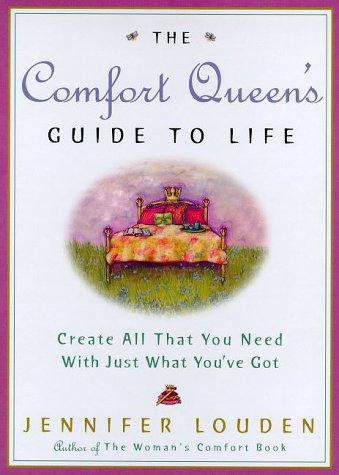 THE
Comfort Queen's
GUIDE TO LIFE
Create All That You Need
With Just What You've Got
JENNIFER LOUDEN
Author of The Woman's Comfort Book